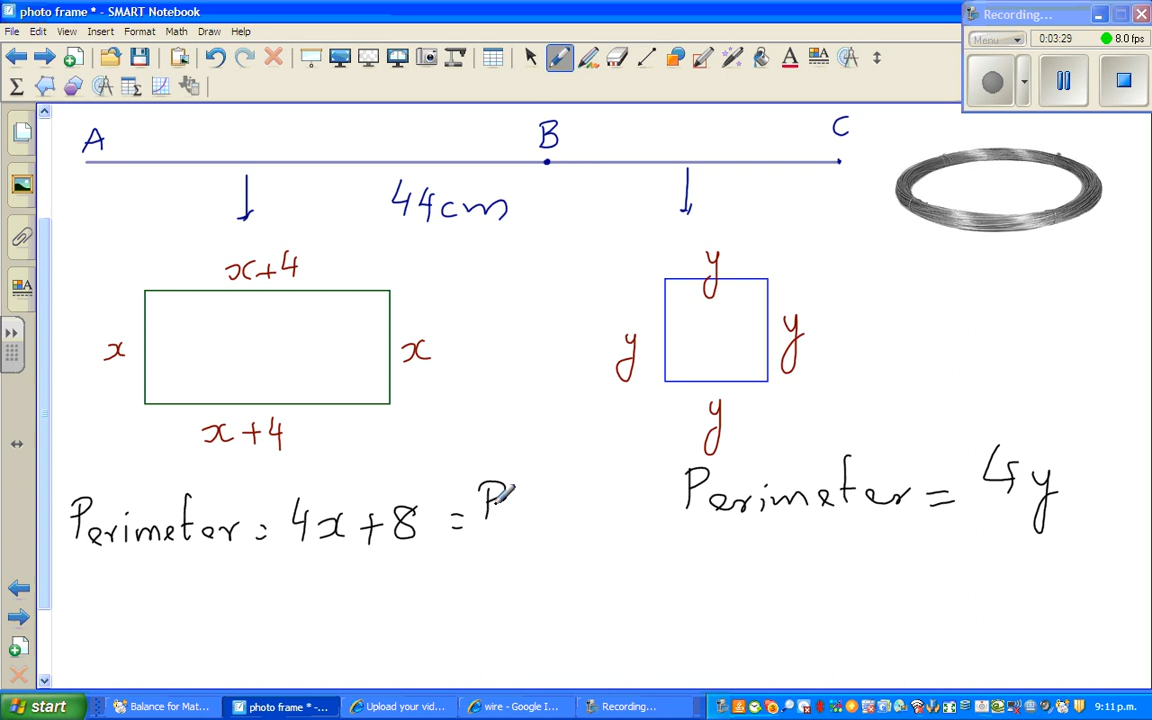 photo frame * - SMART Notebook
Recording...
File Edit View Insert Format Math Draw Help
Menu
0:03:29
8.0 fps
A
B
C
44cm
x+4
y
x
x
y
y
x+4
y
Perimeter = 4x+8 = P
Perimeter = 4y
start
Balance for Mat...
photo frame * -...
Upload your vid...
wire - Google I...
Recording...
9:11 p.m.